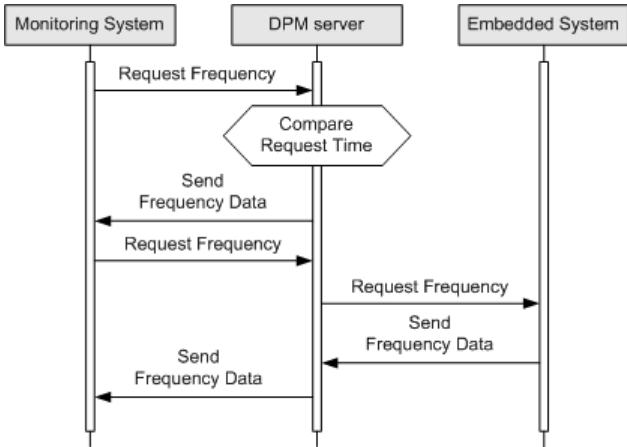 Monitoring System
DPM server
Embedded System
Request Frequency
Compare
Request Time
Send
Frequency Data
Request Frequency
Request Frequency
Send
Frequency Data
Send
Frequency Data